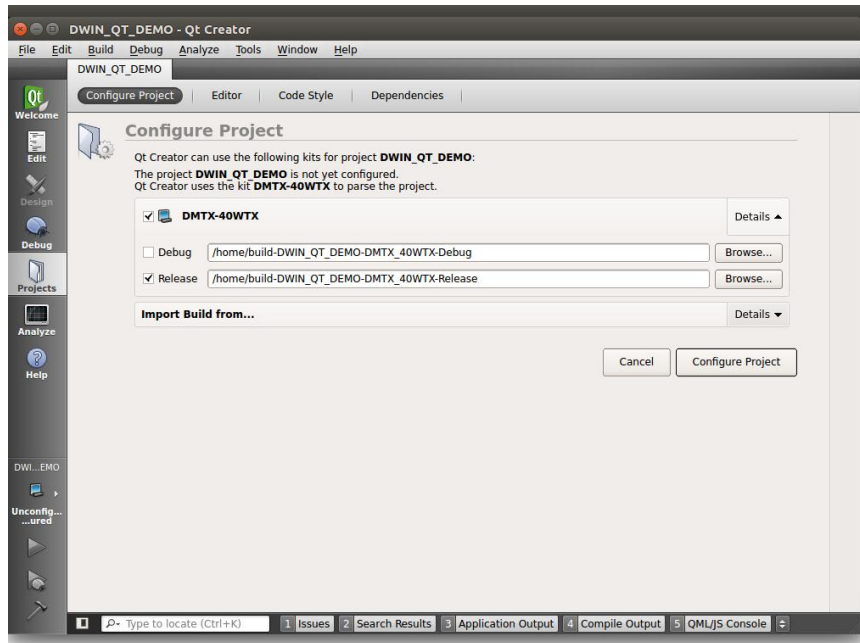 DWIN_QT_DEMO - Qt Creator
File Edit Build Debug Analyze Tools Window Help
DWIN_QT_DEMO
Configure Project Editor Code Style Dependencies
Qt
Welcome
Edit
Design
Debug
Projects
Analyze
Help
Configure Project
Qt Creator can use the following kits for project DWIN_QT_DEMO:
The project DWIN_QT_DEMO is not yet configured.
Qt Creator uses the kit DMTX-40WTX to parse the project.
DMTX-40WTX Details
Debug /home/build-DWIN_QT_DEMO-DMTX_40WTX-Debug Browse...
Release /home/build-DWIN_QT_DEMO-DMTX_40WTX-Release Browse...
Import Build from... Details
Cancel Configure Project
DWI...EMO
Unconfig...
...ured
Type to locate (Ctrl+K) 1 Issues 2 Search Results 3 Application Output 4 Compile Output 5 QML/JS Console